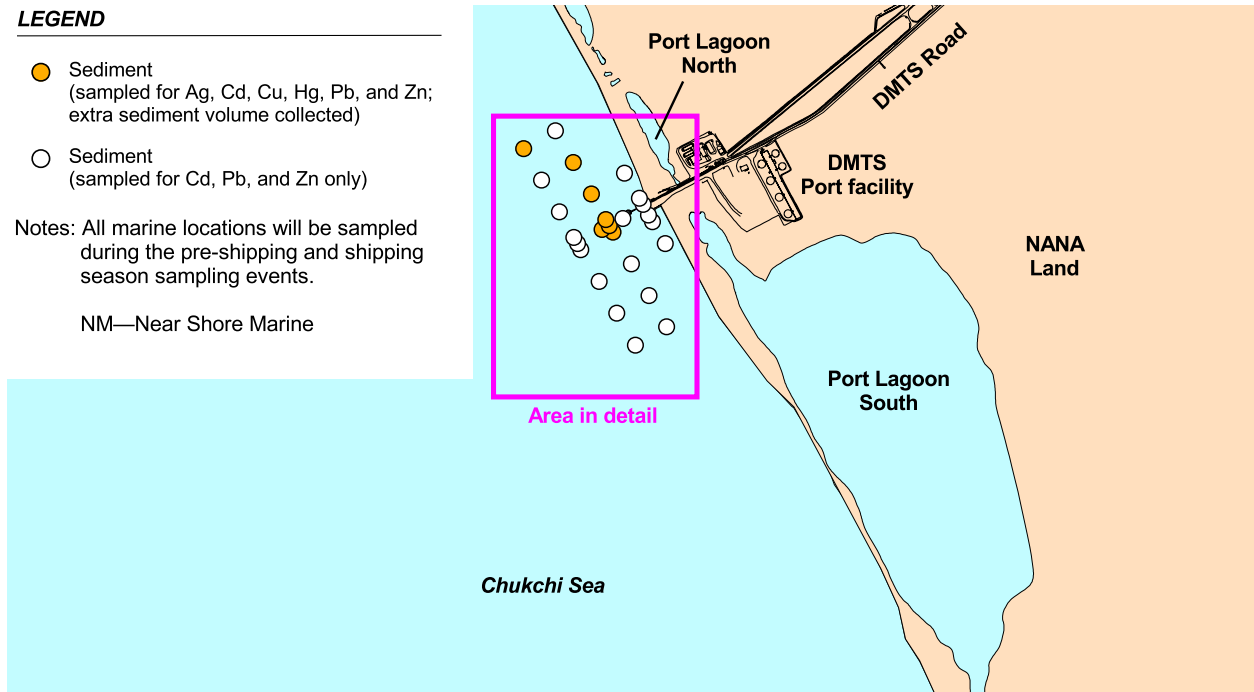 LEGEND
Sediment
(sampled for Ag, Cd, Cu, Hg, Pb, and Zn;
extra sediment volume collected)
Sediment
(sampled for Cd, Pb, and Zn only)
Notes: All marine locations will be sampled
during the pre-shipping and shipping
season sampling events.
NM—Near Shore Marine
Port Lagoon
North
DMTS Road
DMTS
Port facility
NANA
Land
Port Lagoon
South
Area in detail
Chukchi Sea